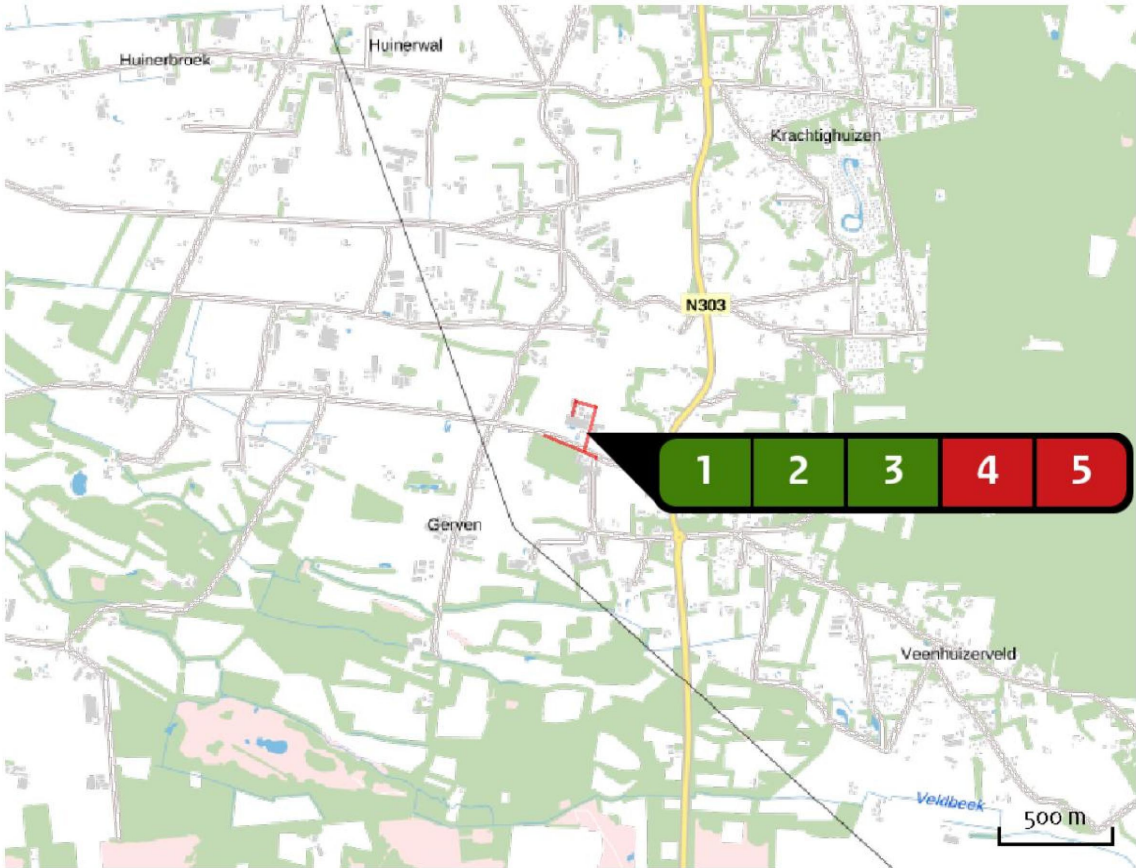 Huinerwal
Huinerbroek
Krachtighuizen
N303
1 2 3 4 5
Gerven
Veenhuizerveld
Veldbeek
500 m